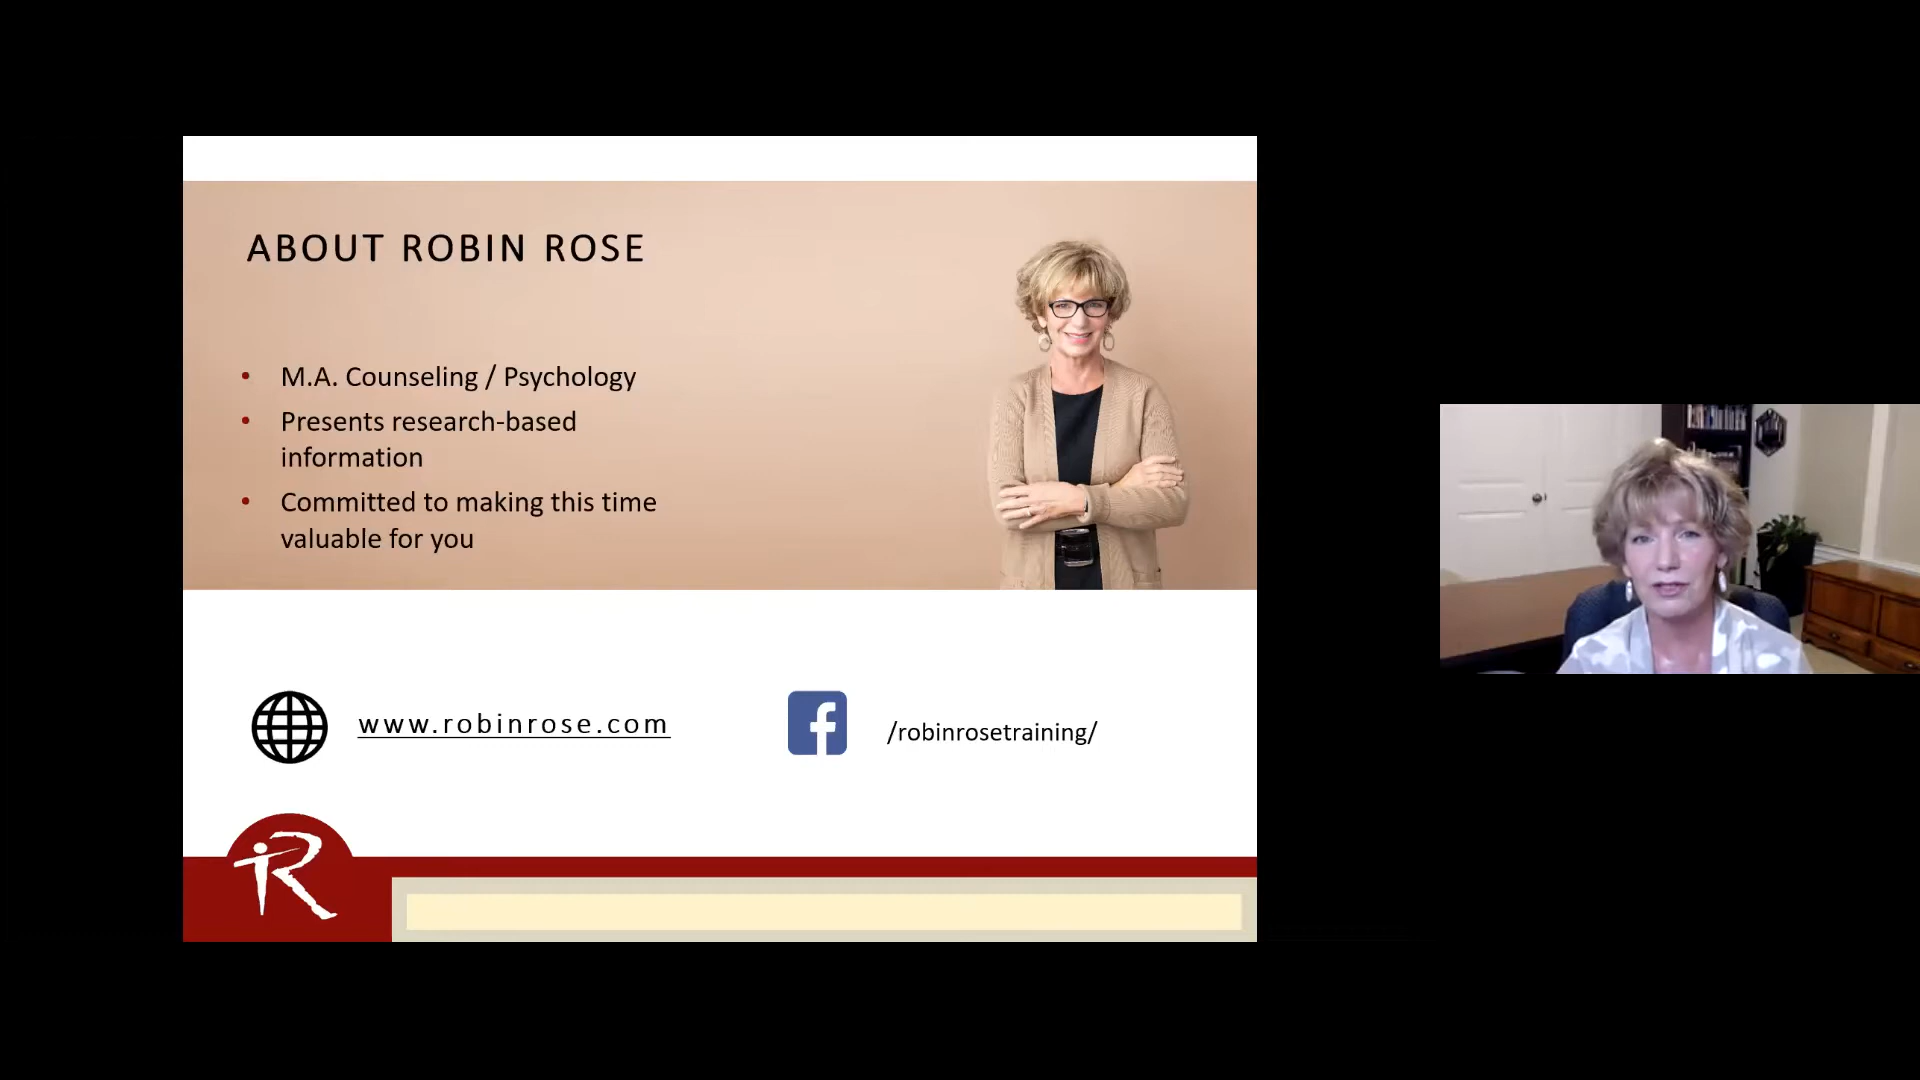 ABOUT ROBIN ROSE
• M.A. Counseling / Psychology
• Presents research-based
information
• Committed to making this time
valuable for you
www.robinrose.com
/robinrosetraining/